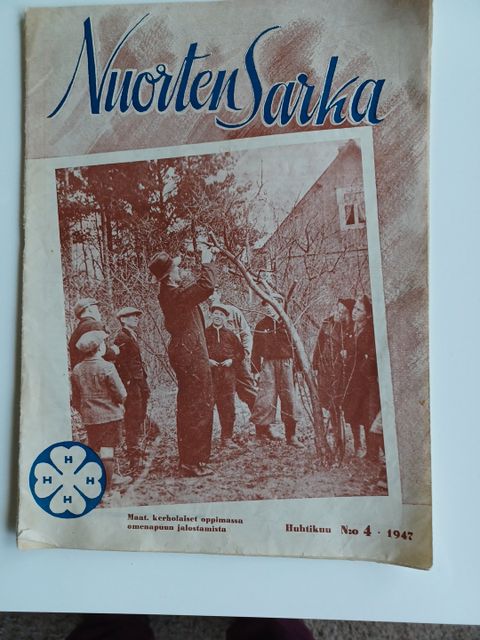 Nuorten Sarka
H
H H
H
Maat. kerholaiset oppimassa
omenapuun jalostamista
Huhtikuu N:o 4 · 1947